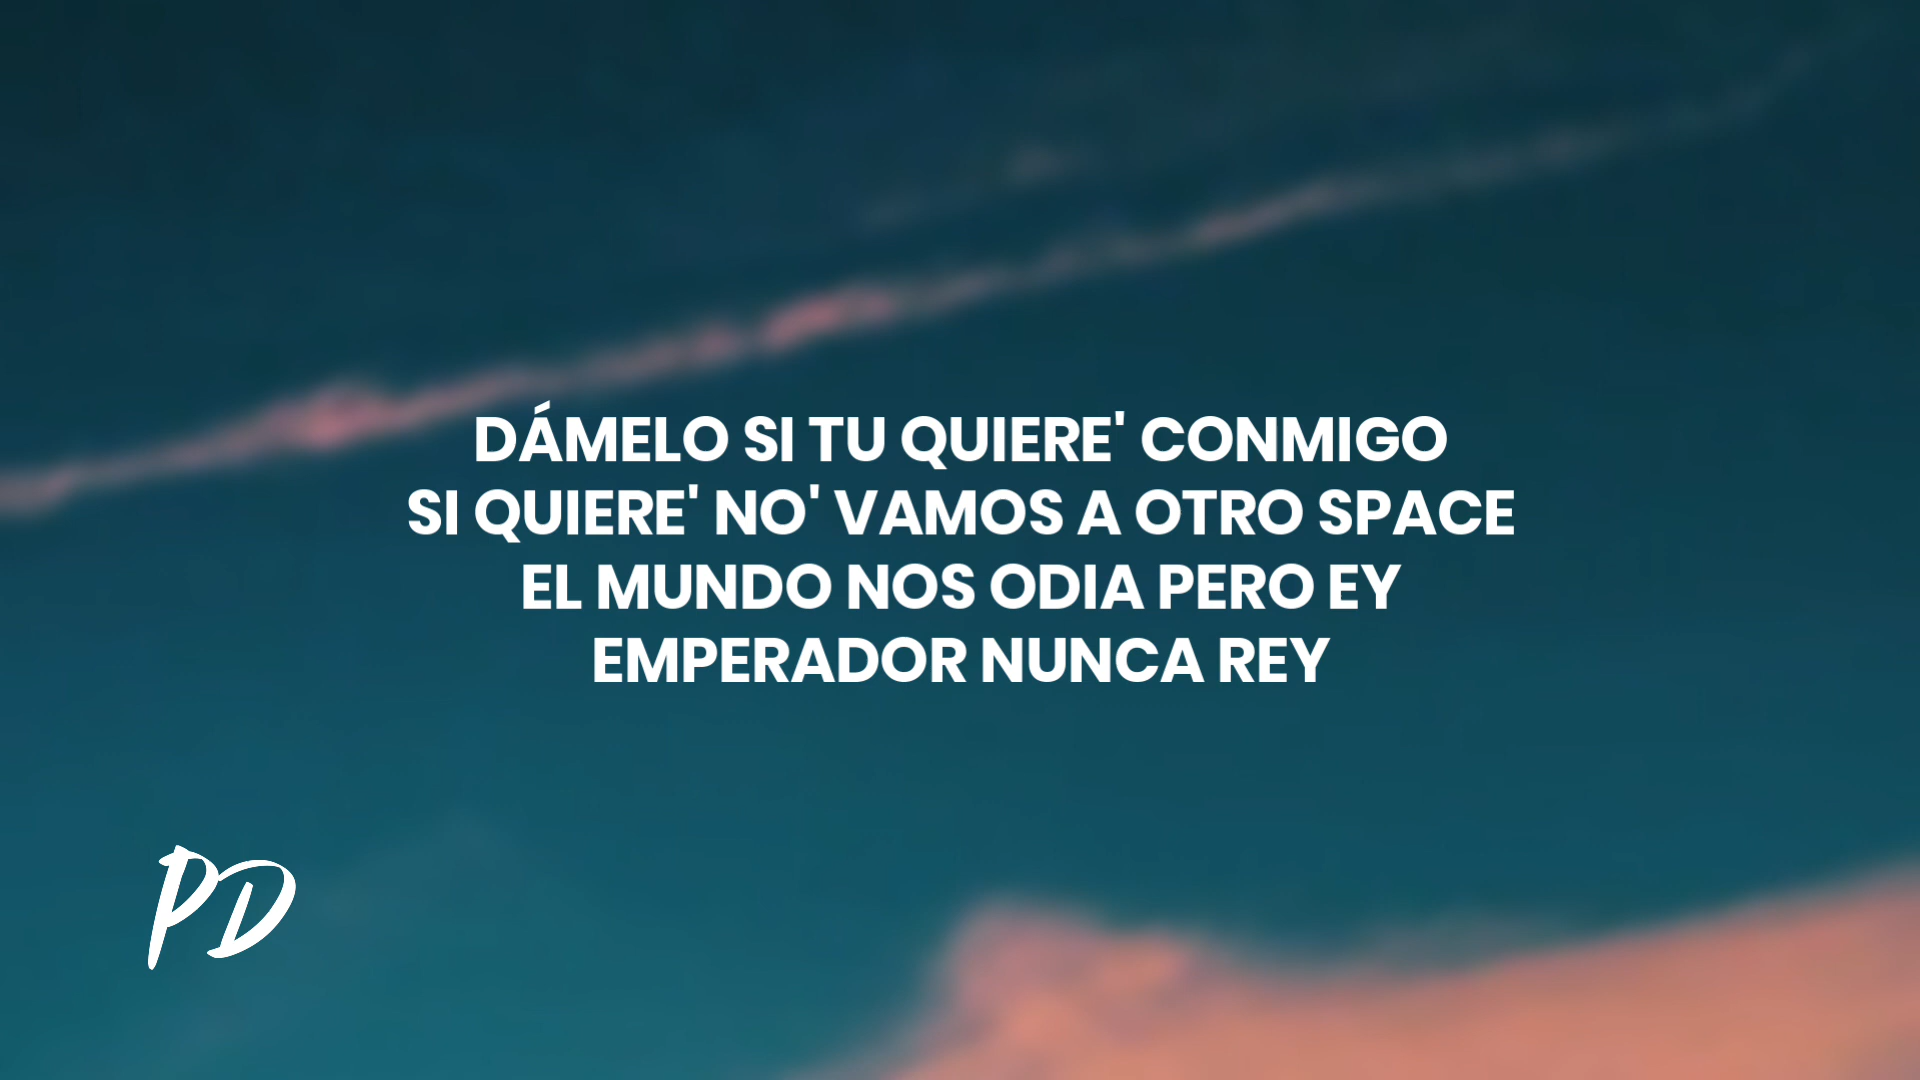 DÁMELO SI TU QUIERE' CONMIGO
SI QUIERE' NO' VAMOS A OTRO SPACE
EL MUNDO NOS ODIA PERO EY
EMPERADOR NUNCA REY
PD